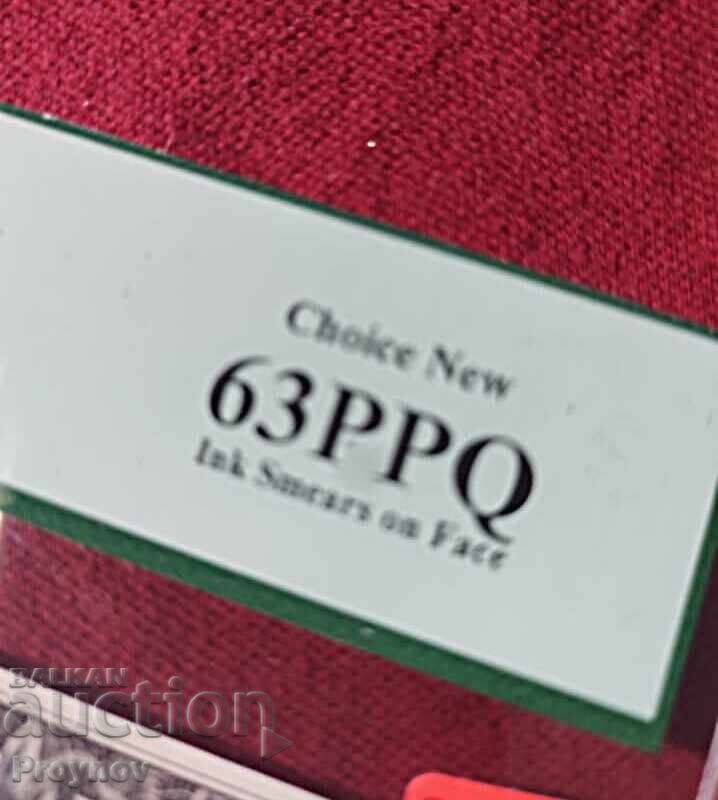 Choice New
63PPQ
Ink Smears on Face
BALKAN
auction
Proynov